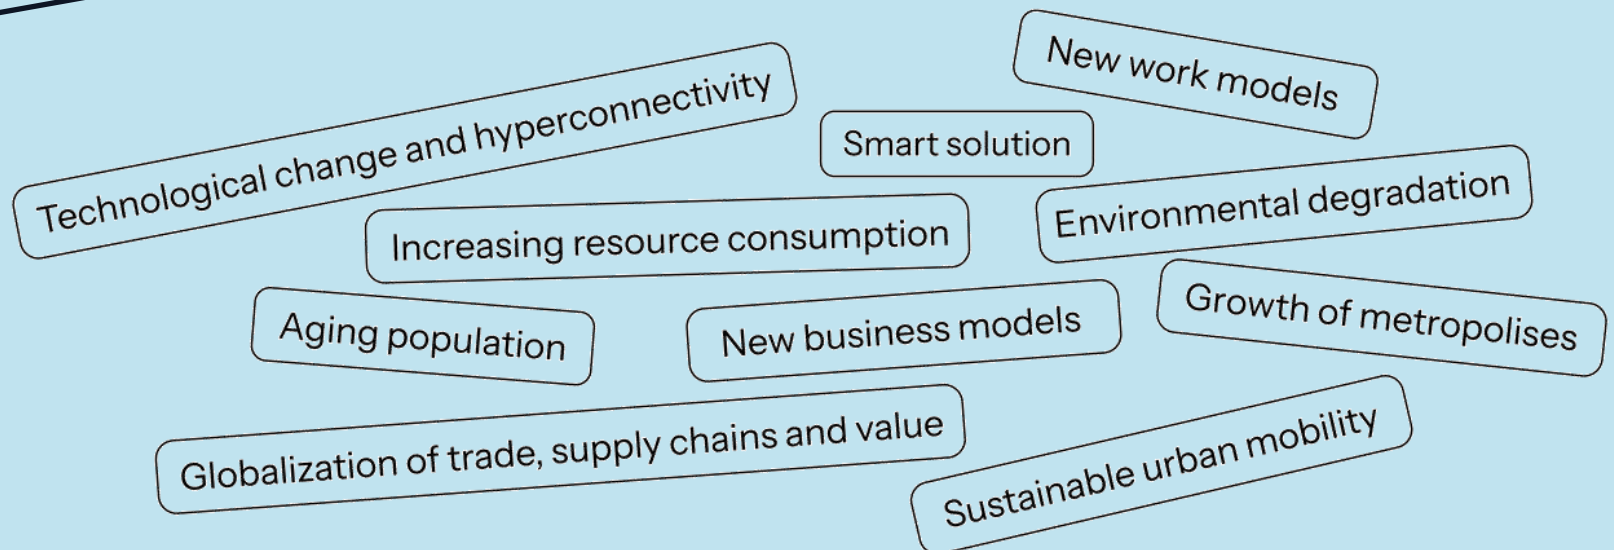 New work models
Technological change and hyperconnectivity
Smart solution
Environmental degradation
Increasing resource consumption
Growth of metropolises
Aging population
New business models
Globalization of trade, supply chains and value
Sustainable urban mobility